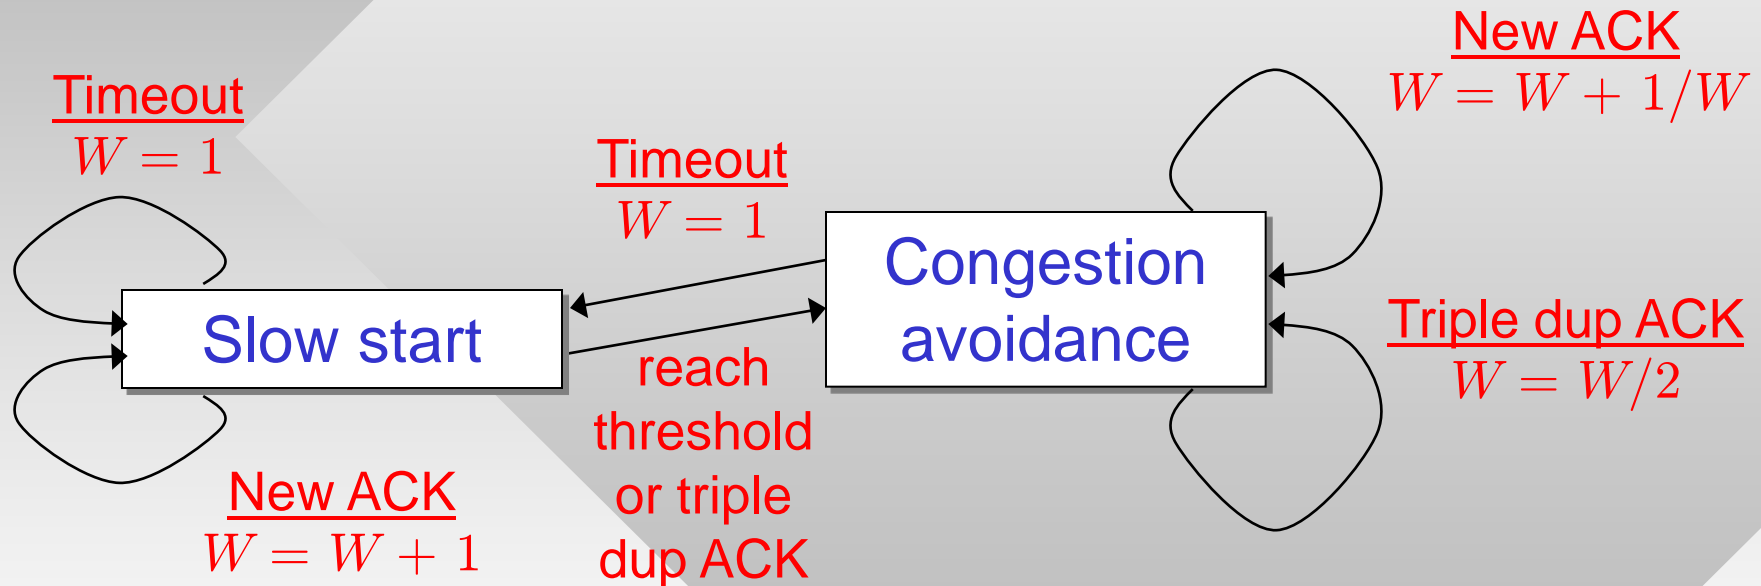 Timeout
W = 1
Slow start
New ACK
W = W + 1
Timeout
W = 1
reach
threshold
or triple
dup ACK
Congestion
avoidance
New ACK
W = W + 1/W
Triple dup ACK
W = W/2